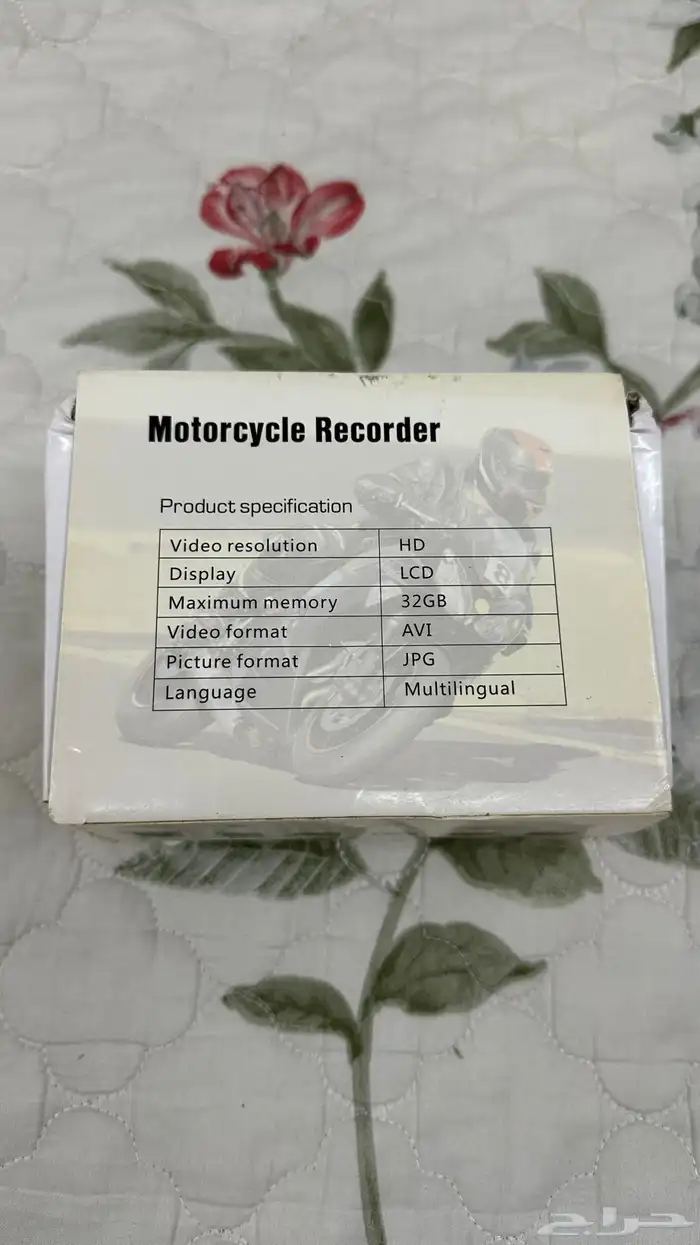 Motorcycle Recorder
Product specification
Video resolution HD
Display LCD
Maximum memory 32GB
Video format AVI
Picture format JPG
Language Multilingual
حراج